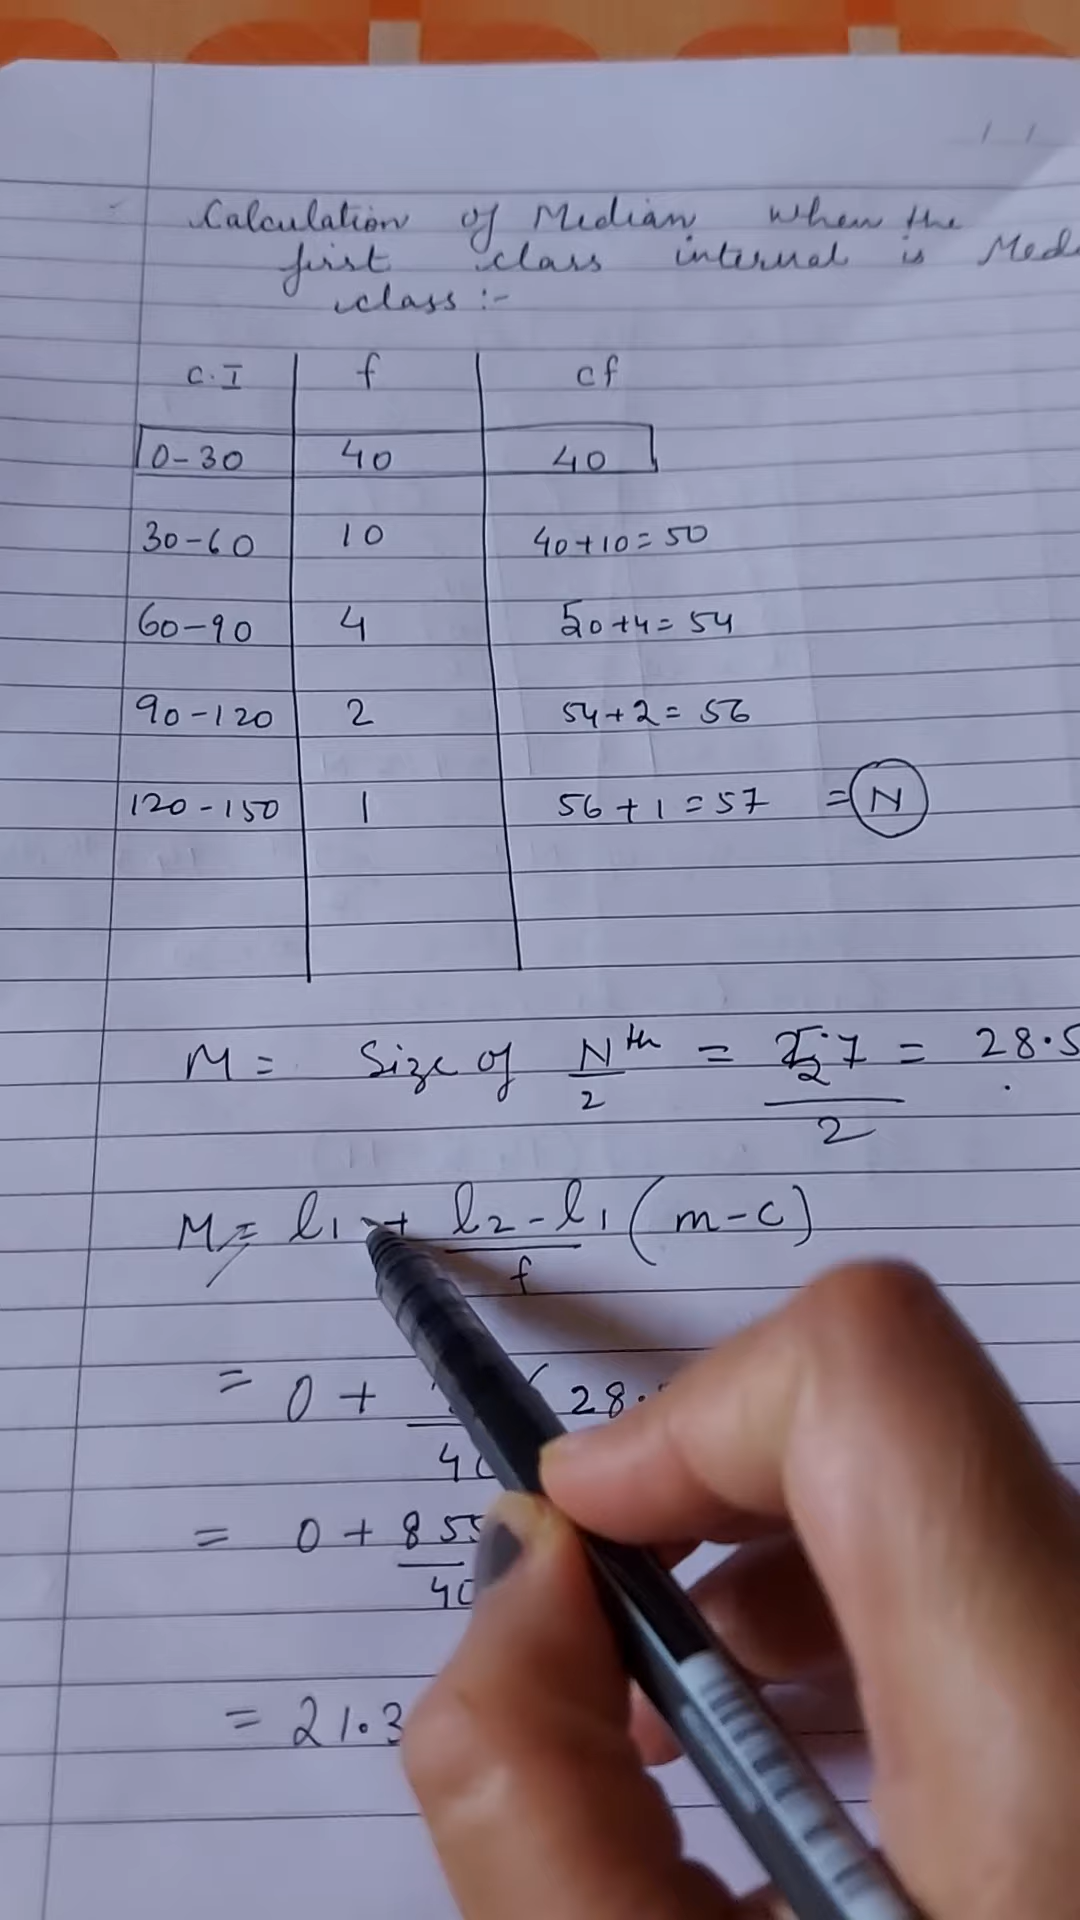 Calculation of Median when the
first class interval is
class :-
C.I f cf
0-30 40 40
30-60 10 40+10=50
60-90 4 50+4=54
90-120 2 54+2=56
120-150 1 56+1=57 =N
M= Size of N/2 th = 57/2 = 28.5
M= l1 + l2-l1/f (m-c)
= 0 + /40 (28.
= 0 + 855/40
= 21.3